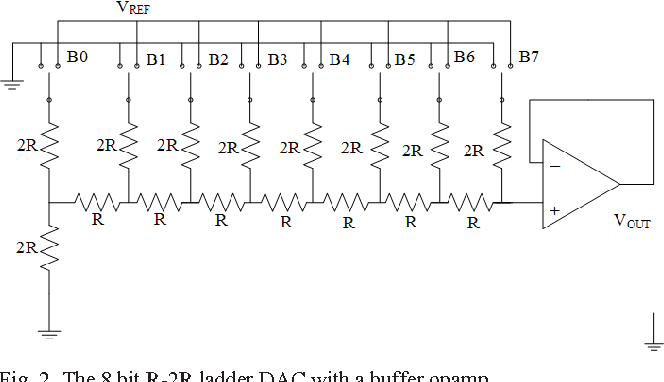 VREF
B0 B1 B2 B3 B4 B5 B6 B7
2R 2R 2R 2R 2R 2R 2R 2R
R R R R R R R
2R
− +
VOUT
Fig. 2 The 8 bit R-2R ladder DAC with a buffer opamp